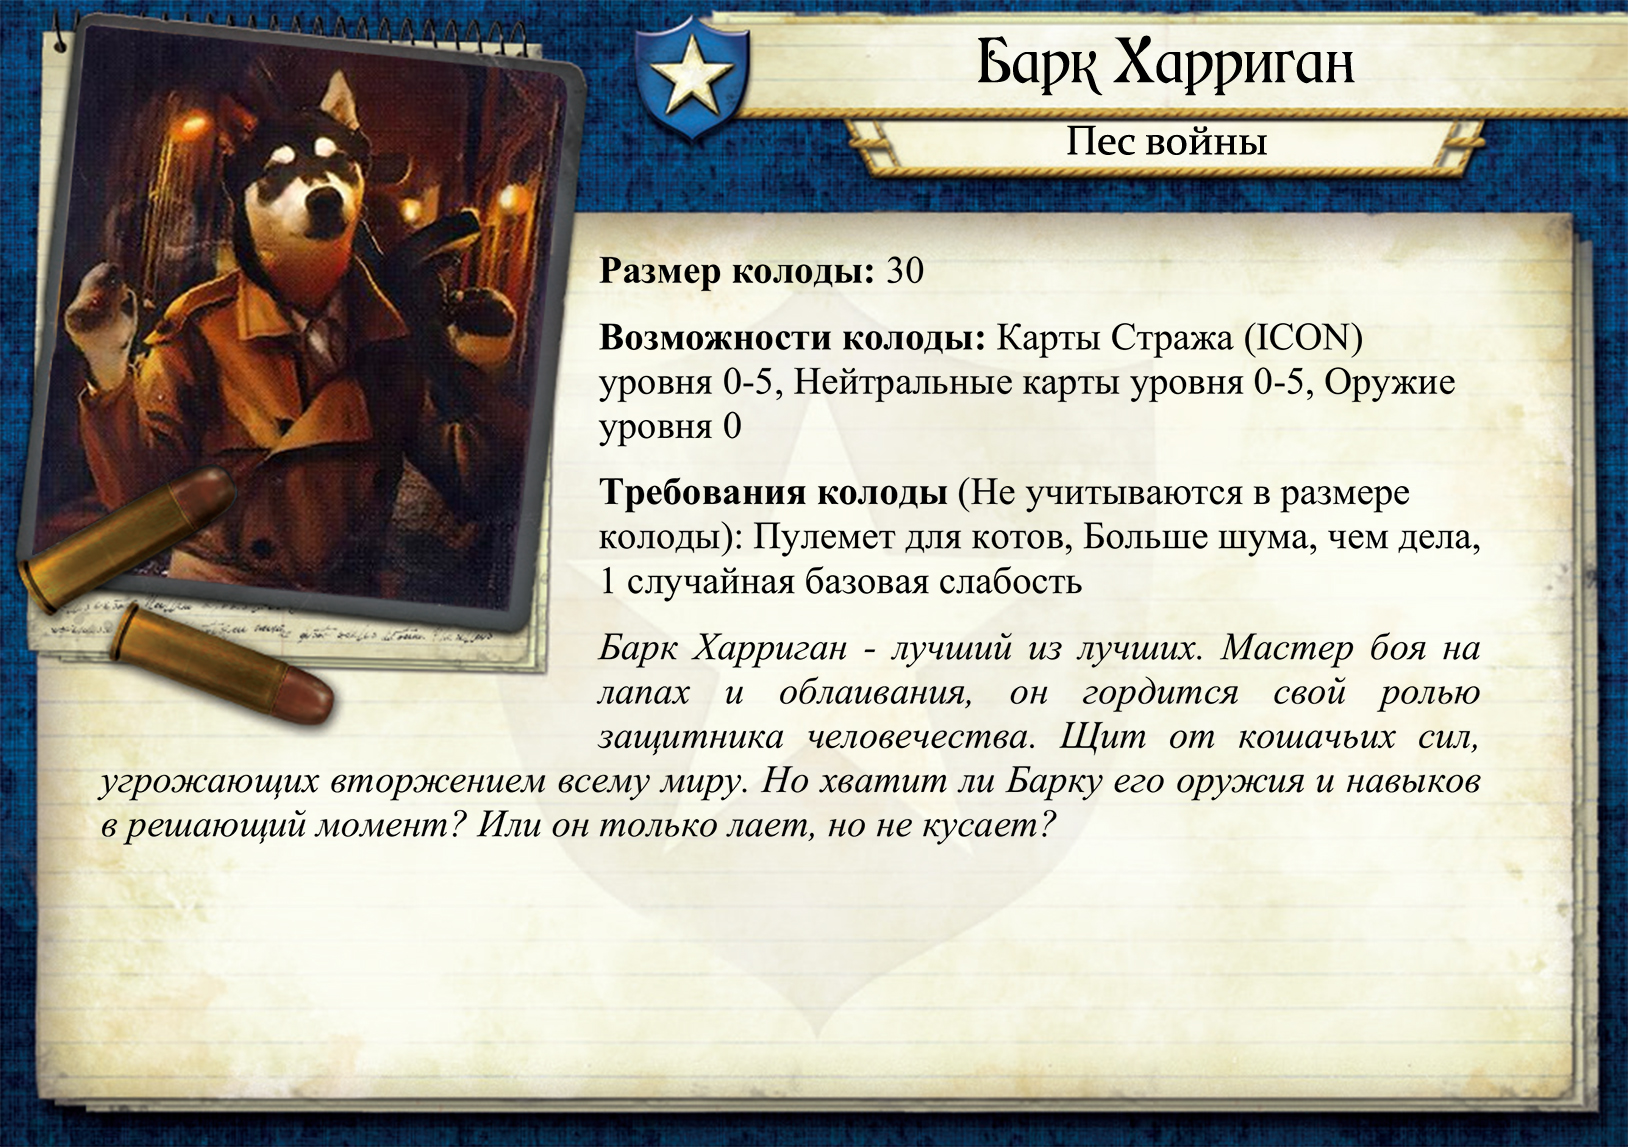 Барк Харриган
Пес войны
Размер колоды: 30
Возможности колоды: Карты Стража (ICON)
уровня 0-5, Нейтральные карты уровня 0-5, Оружие
уровня 0
Требования колоды (Не учитываются в размере
колоды): Пулемет для котов, Больше шума, чем дела,
1 случайная базовая слабость
Барк Харриган - лучший из лучших. Мастер боя на
лапах и облаивания, он гордится свой ролью
защитника человечества. Щит от кошачьих сил,
угрожающих вторжением всему миру. Но хватит ли Барку его оружия и навыков
в решающий момент? Или он только лает, но не кусает?